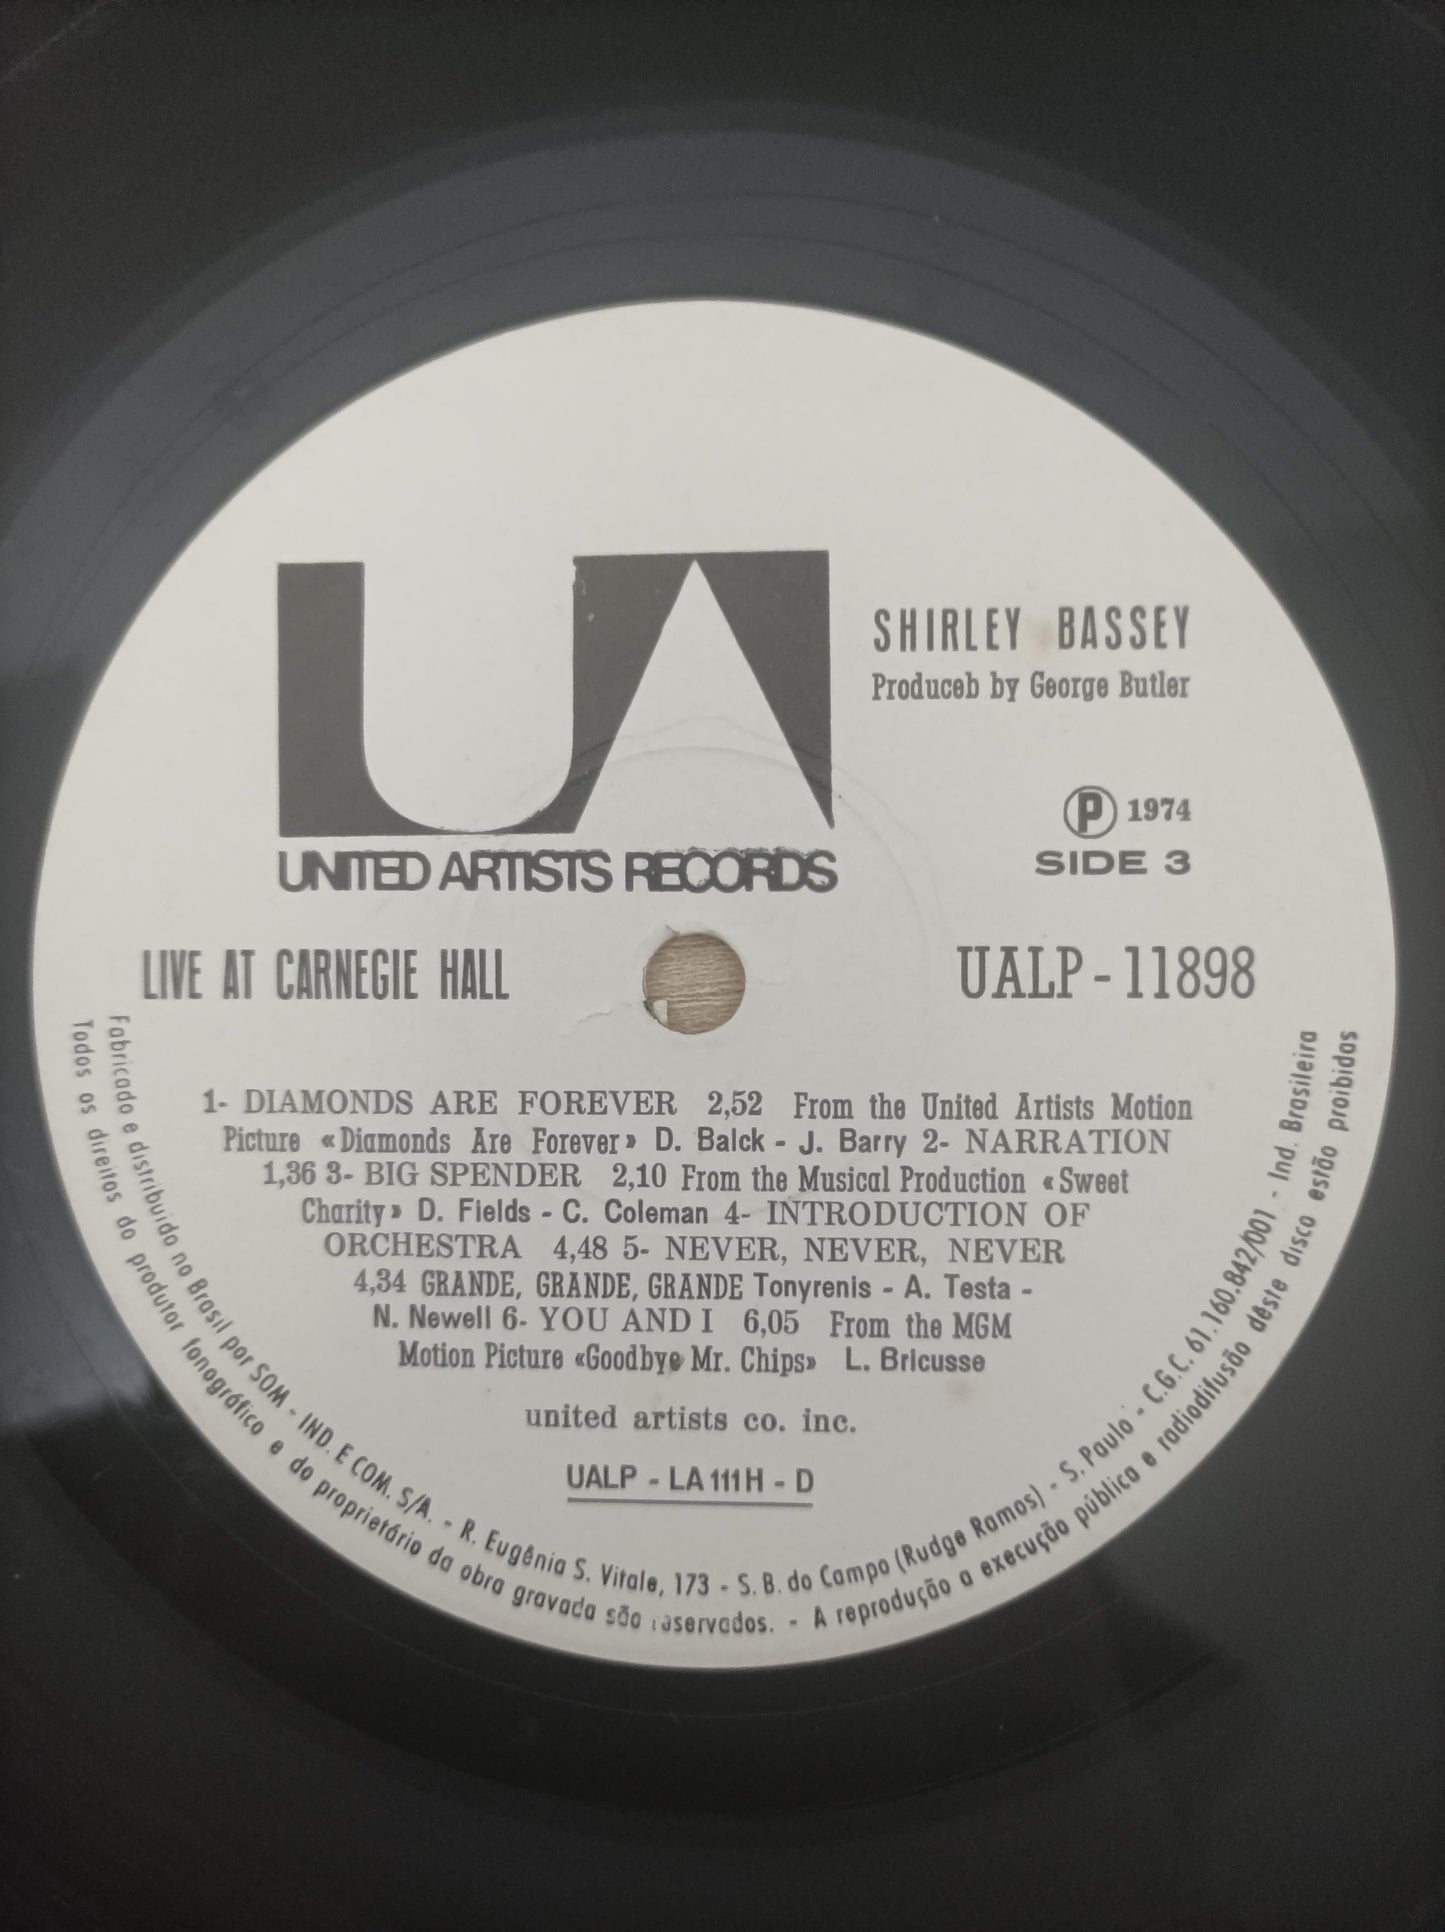 UA
UNITED ARTISTS RECORDS
SHIRLEY BASSEY
Produceb by George Butler
Ⓟ 1974
SIDE 3
LIVE AT CARNEGIE HALL
UALP - 11898
1- DIAMONDS ARE FOREVER 2,52 From the United Artists Motion
Picture «Diamonds Are Forever» D. Balck - J. Barry 2- NARRATION
1,36 3- BIG SPENDER 2,10 From the Musical Production «Sweet
Charity» D. Fields - C. Coleman 4- INTRODUCTION OF
ORCHESTRA 4,48 5- NEVER, NEVER, NEVER
4,34 GRANDE, GRANDE, GRANDE Tonyrenis - A. Testa -
N. Newell 6- YOU AND I 6,05 From the MGM
Motion Picture «Goodbye Mr. Chips» L. Bricusse
united artists co. inc.
UALP - LA 111 H - D
Fabricado e distribuido no Brasil por SOM - IND. E COM. S/A. - R. Eugênia S. Vitale, 173 - S. B. do Campo (Rudge Ramos) - S. Paulo - C.G.C. 61.160.842/001 - Ind. Brasileira
Todos os direitos do produtor fonográfico e do proprietário da obra gravada são reservados. - A reprodução a execução pública e radiodifusão dêste disco estão proibidas